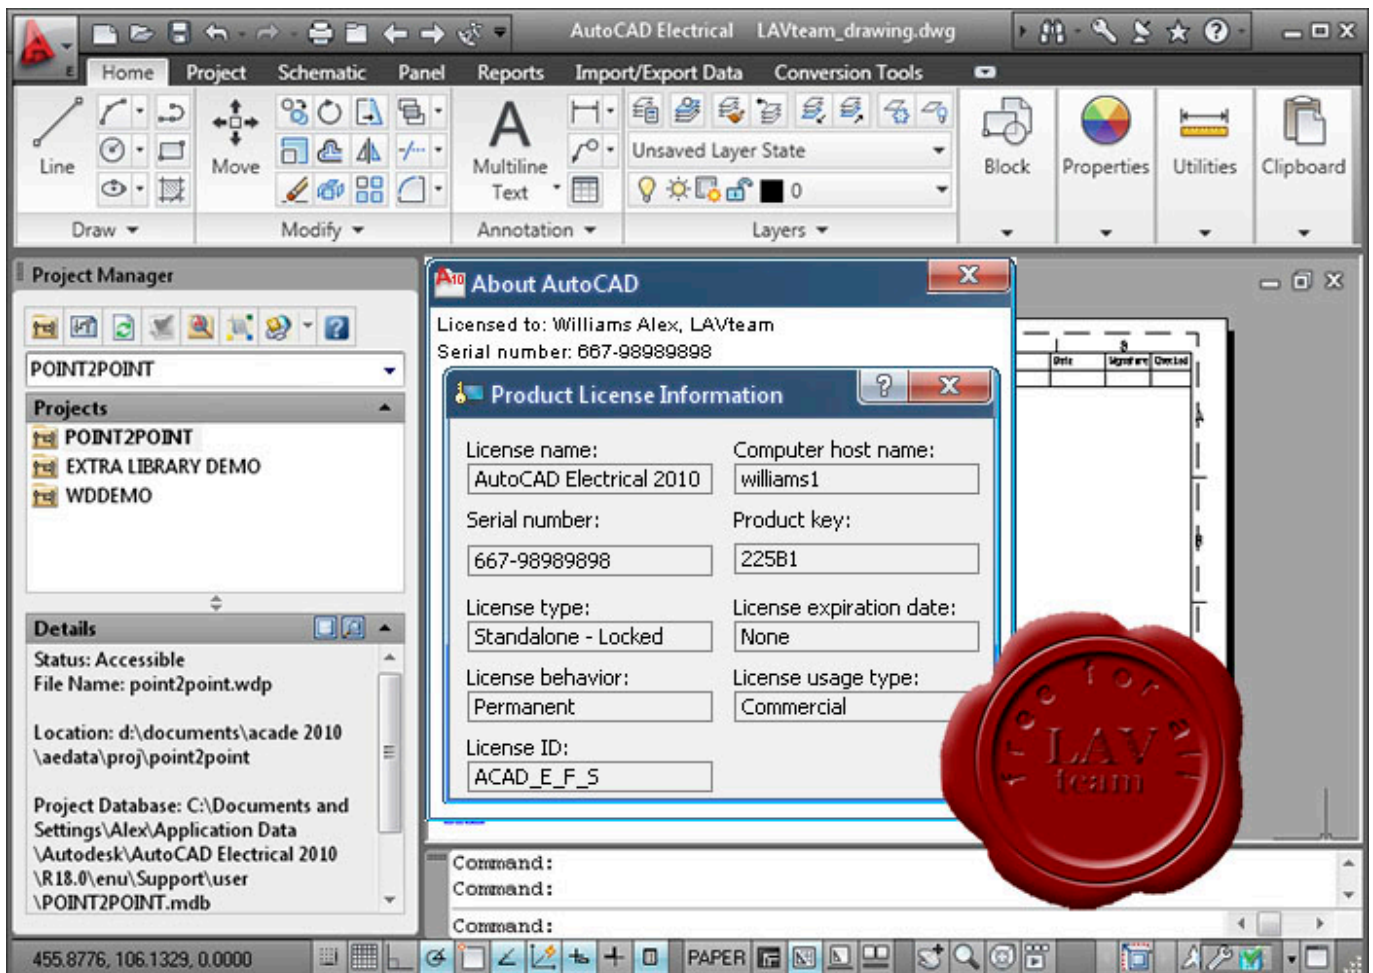 AutoCAD Electrical LAVteam_drawing.dwg
E
Home Project Schematic Panel Reports Import/Export Data Conversion Tools
Line
Move
A
Multiline
Text
Unsaved Layer State
0
Block
Properties
Utilities
Clipboard
Draw
Modify
Annotation
Layers
Project Manager
POINT2POINT
Projects
POINT2POINT
EXTRA LIBRARY DEMO
WDDEMO
Details
Status: Accessible
File Name: point2point.wdp
Location: d:\documents\acade 2010
\aedata\proj\point2point
Project Database: C:\Documents and
Settings\Alex\Application Data
\Autodesk\AutoCAD Electrical 2010
\R18.0\enu\Support\user
\POINT2POINT.mdb
A10 About AutoCAD
Licensed to: Williams Alex, LAVteam
Serial number: 667-98989898
Product License Information
License name:
AutoCAD Electrical 2010
Computer host name:
williams1
Serial number:
667-98989898
Product key:
225B1
License type:
Standalone - Locked
License expiration date:
None
License behavior:
Permanent
License usage type:
Commercial
License ID:
ACAD_E_F_S
Date
A
B
free for all
LAV
team
Command:
Command:
Command:
455.8776, 106.1329, 0.0000
PAPER